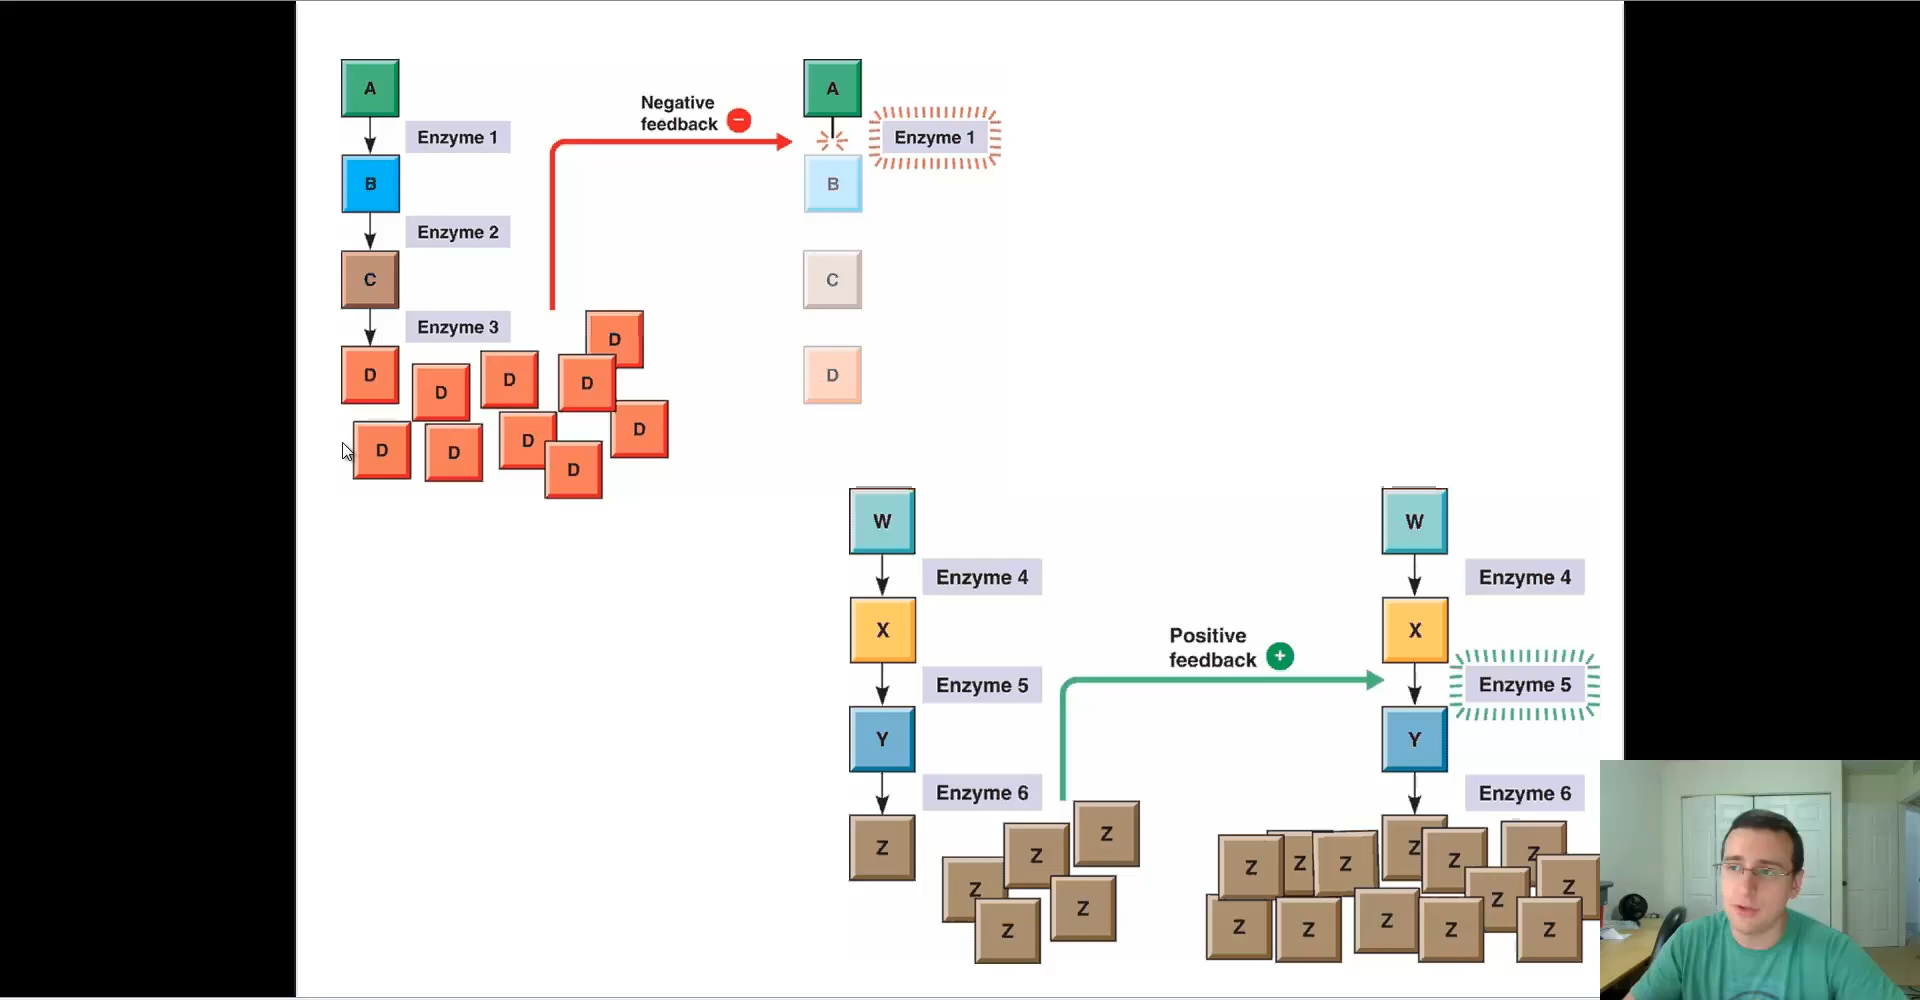 A
Enzyme 1
B
Enzyme 2
C
Enzyme 3
D
D
D
D
D
D
D
D
D
D
Negative
feedback
−
A
Enzyme 1
B
C
D
W
Enzyme 4
X
Enzyme 5
Y
Enzyme 6
Z
Z
Z
Z
Z
Z
Positive
feedback
+
W
Enzyme 4
X
Enzyme 5
Y
Enzyme 6
Z
Z
Z
Z
Z
Z
Z
Z
Z
Z
Z
Z
Z